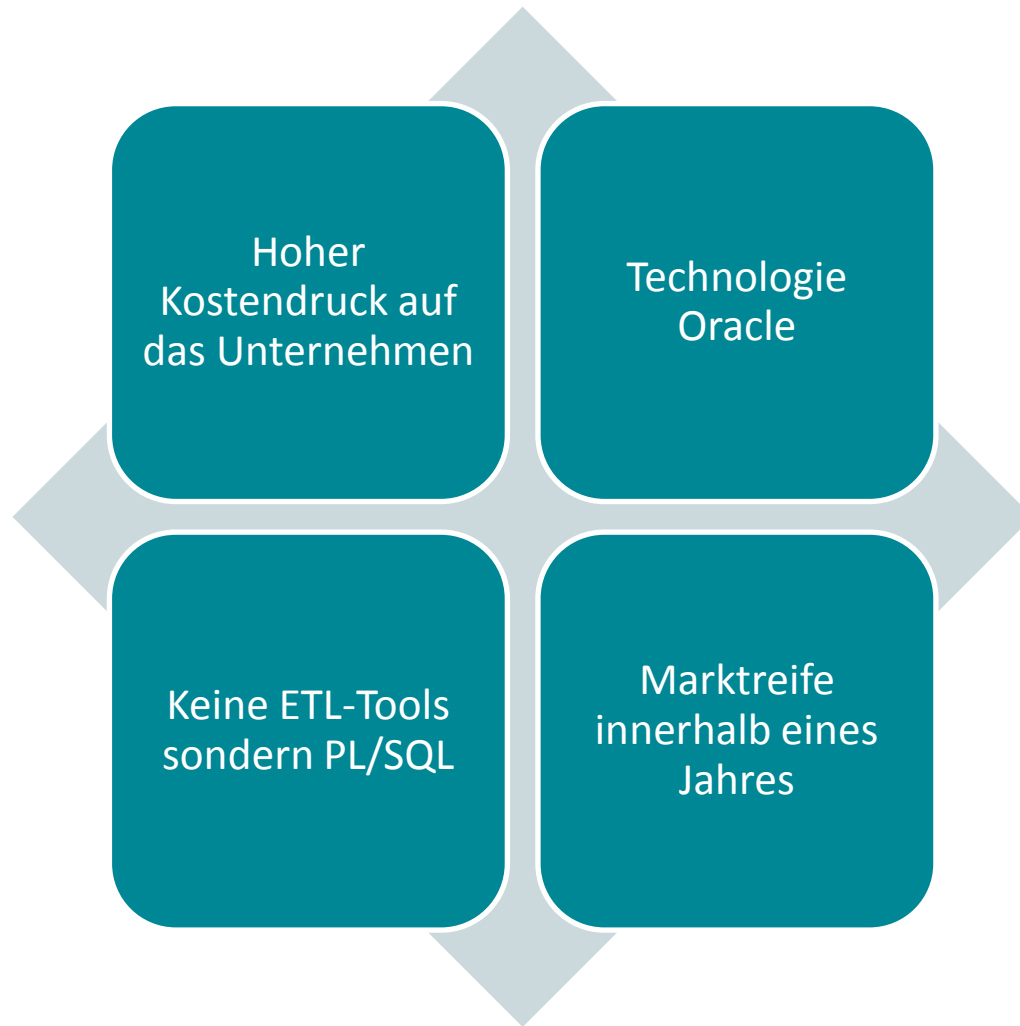 Hoher
Kostendruck auf
das Unternehmen
Technologie
Oracle
Keine ETL-Tools
sondern PL/SQL
Marktreife
innerhalb eines
Jahres